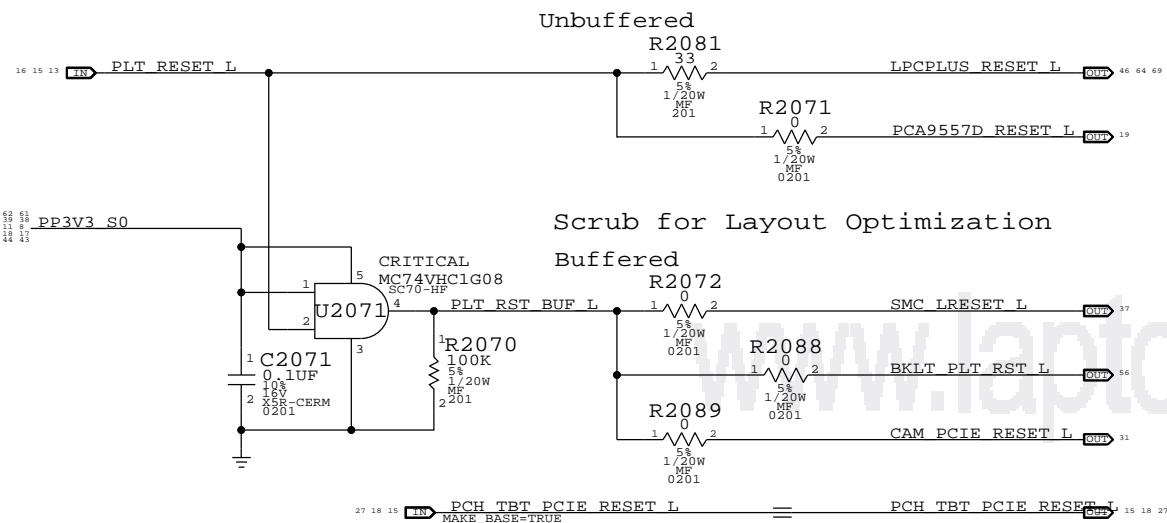 Unbuffered
R2081
33
1 2
5%
1/20W
MF
201
16 15 13 IN PLT_RESET_L
LPCPLUS_RESET_L OUT 46 64 69
R2071
0
1 2
5%
1/20W
MF
0201
PCA9557D_RESET_L OUT 19
62 61
39 38
11 8
18 17
44 43
PP3V3_S0
Scrub for Layout Optimization
Buffered
CRITICAL
MC74VHC1G08
SC70-HF
5
1
2
U2071
4
3
PLT_RST_BUF_L
R2072
0
1 2
5%
1/20W
MF
0201
SMC_LRESET_L OUT 37
R2088
0
1 2
5%
1/20W
MF
0201
BKLT_PLT_RST_L OUT 56
R2089
0
1 2
5%
1/20W
MF
0201
CAM_PCIE_RESET_L OUT 31
1
R2070
100K
5%
1/20W
MF
201
2
1
C2071
0.1UF
10%
16V
X5R-CERM
0201
2
27 18 15 IN PCH_TBT_PCIE_RESET_L
MAKE_BASE=TRUE
PCH_TBT_PCIE_RESET_L OUT 15 18 27
www.lapto